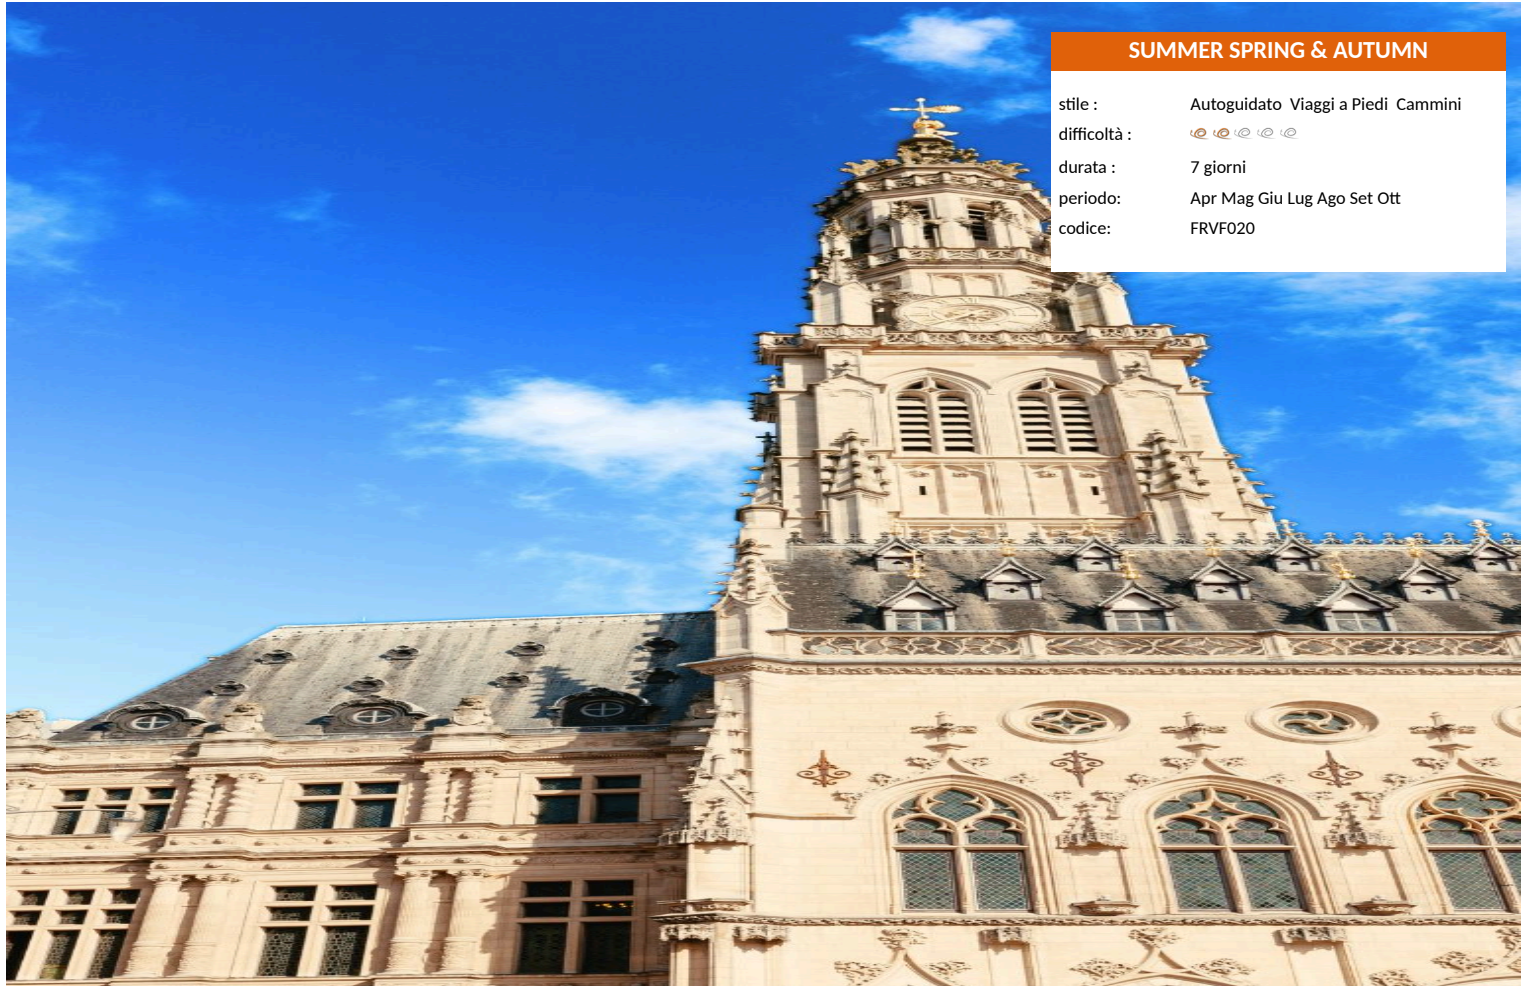 SUMMER SPRING & AUTUMN
stile : Autoguidato Viaggi a Piedi Cammini
difficoltà :
durata : 7 giorni
periodo: Apr Mag Giu Lug Ago Set Ott
codice: FRVF020